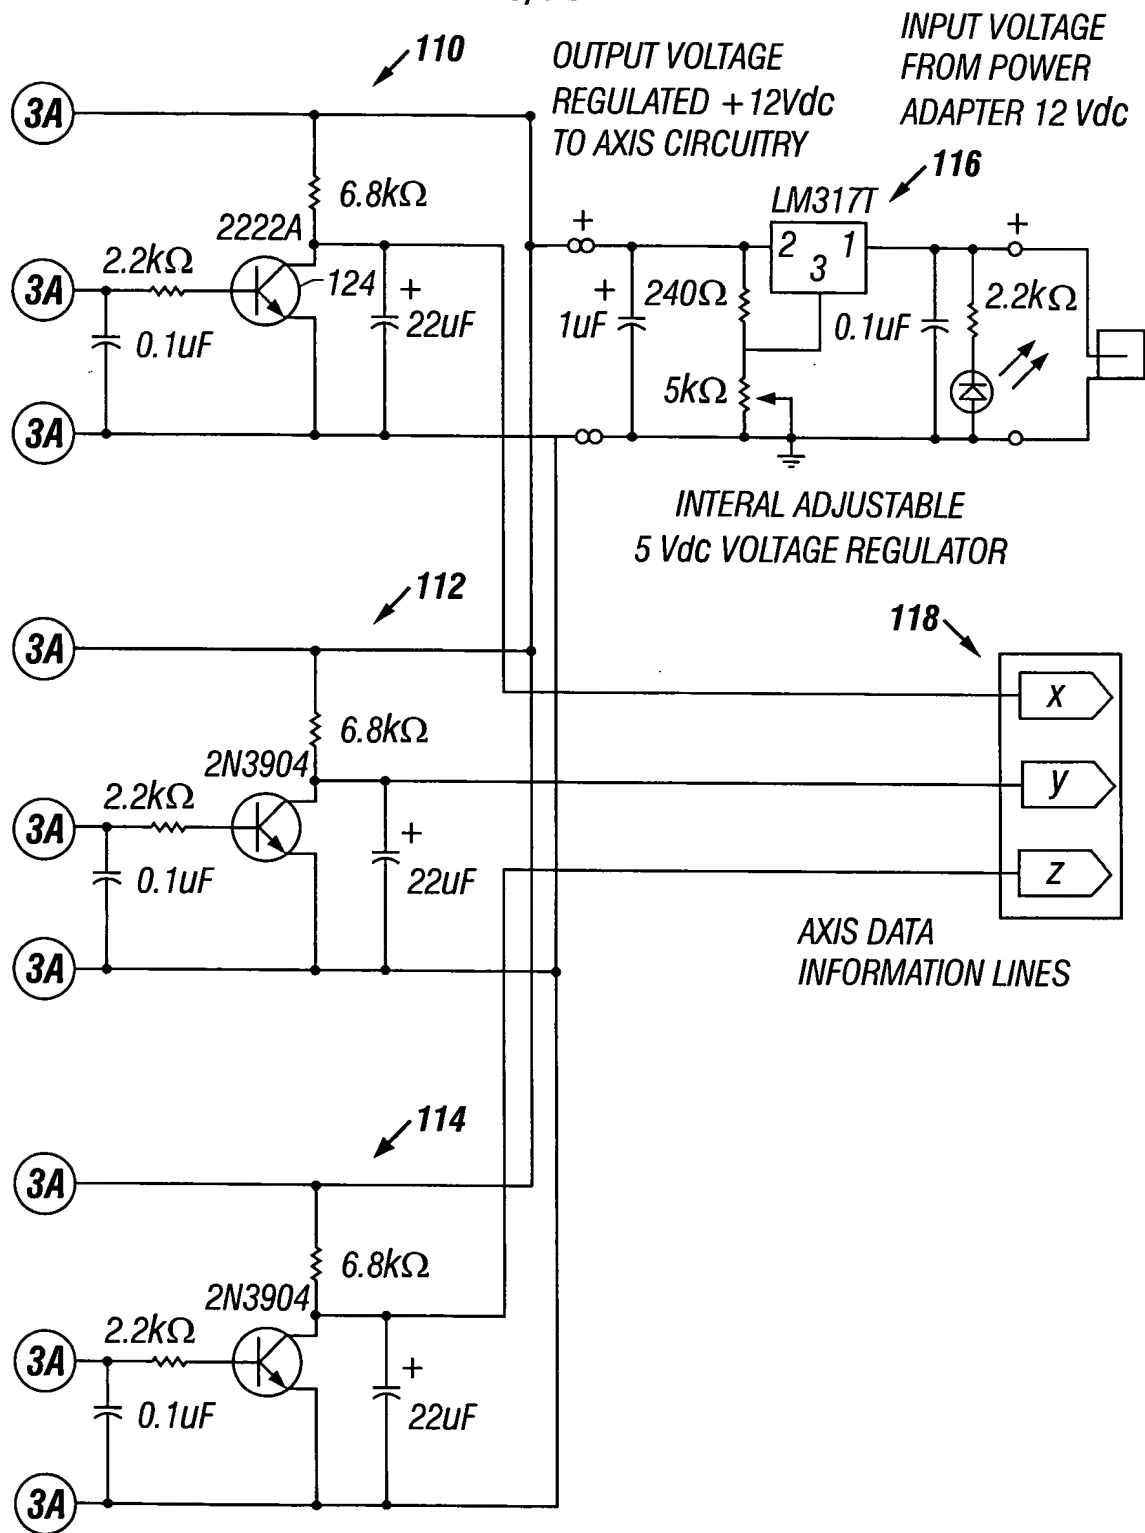 110
OUTPUT VOLTAGE
REGULATED +12Vdc
TO AXIS CIRCUITRY
INPUT VOLTAGE
FROM POWER
ADAPTER 12 Vdc
3A
6.8kΩ
2222A
2.2kΩ
3A
124
+
22uF
0.1uF
3A
+
116
LM317T
2
1
3
+
+
1uF
240Ω
0.1uF
2.2kΩ
5kΩ
INTERAL ADJUSTABLE
5 Vdc VOLTAGE REGULATOR
112
3A
6.8kΩ
2N3904
2.2kΩ
3A
+
22uF
0.1uF
3A
118
x
y
z
AXIS DATA
INFORMATION LINES
114
3A
6.8kΩ
2N3904
2.2kΩ
3A
+
22uF
0.1uF
3A